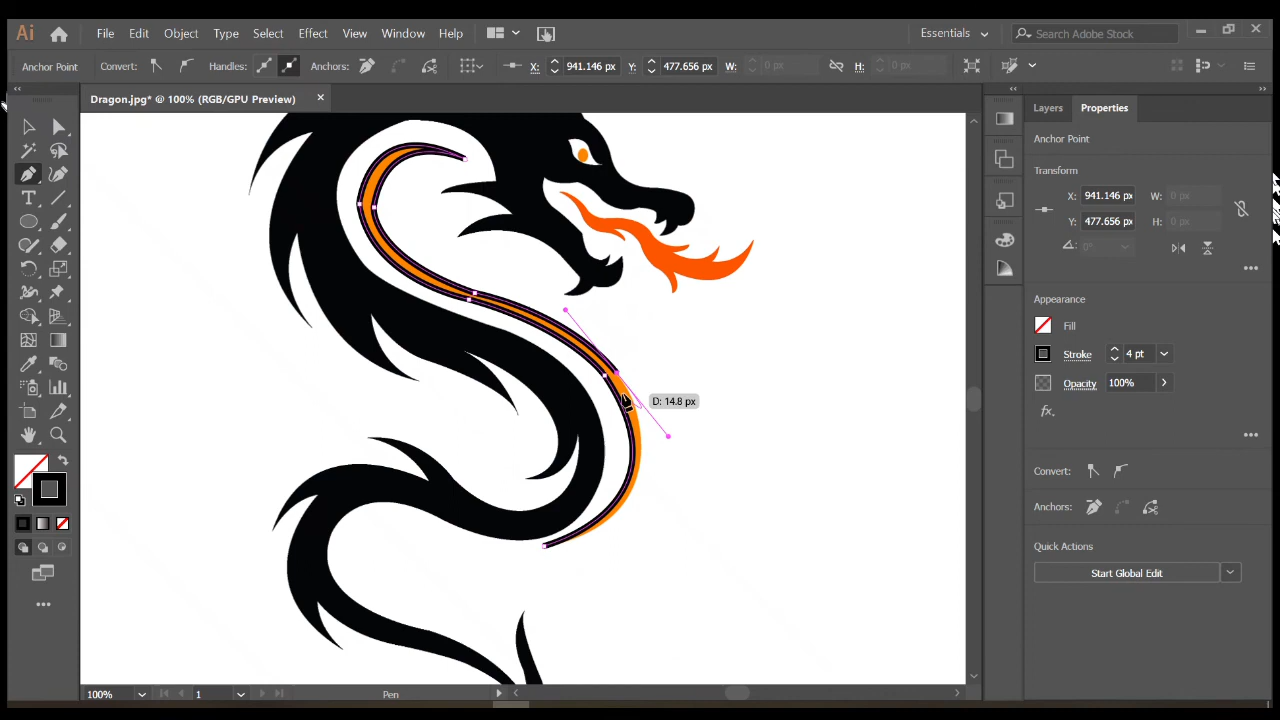 Ai File Edit Object Type Select Effect View Window Help Essentials Search Adobe Stock
Anchor Point Convert: Handles: Anchors: X: 941.146 px Y: 477.656 px W: 0 px H: 0 px
Dragon.jpg* @ 100% (RGB/GPU Preview)
Layers Properties
Anchor Point
Transform
X: 941.146 px W: 0 px
Y: 477.656 px H: 0 px
0°
Appearance
Fill
Stroke 4 pt
Opacity 100%
fx.
D: 14.8 px
Convert:
Anchors:
Quick Actions
Start Global Edit
100% 1 Pen